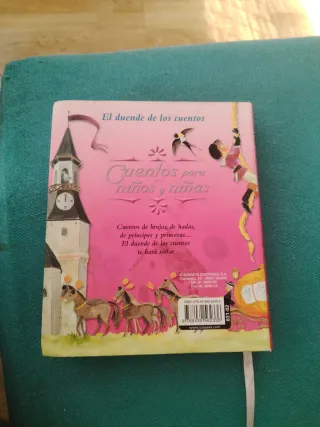 El duende de los cuentos
Cuentos para
niños y niñas
Cuentos de brujas, de hadas,
de príncipes y princesas...
El duende de los cuentos
te hará soñar